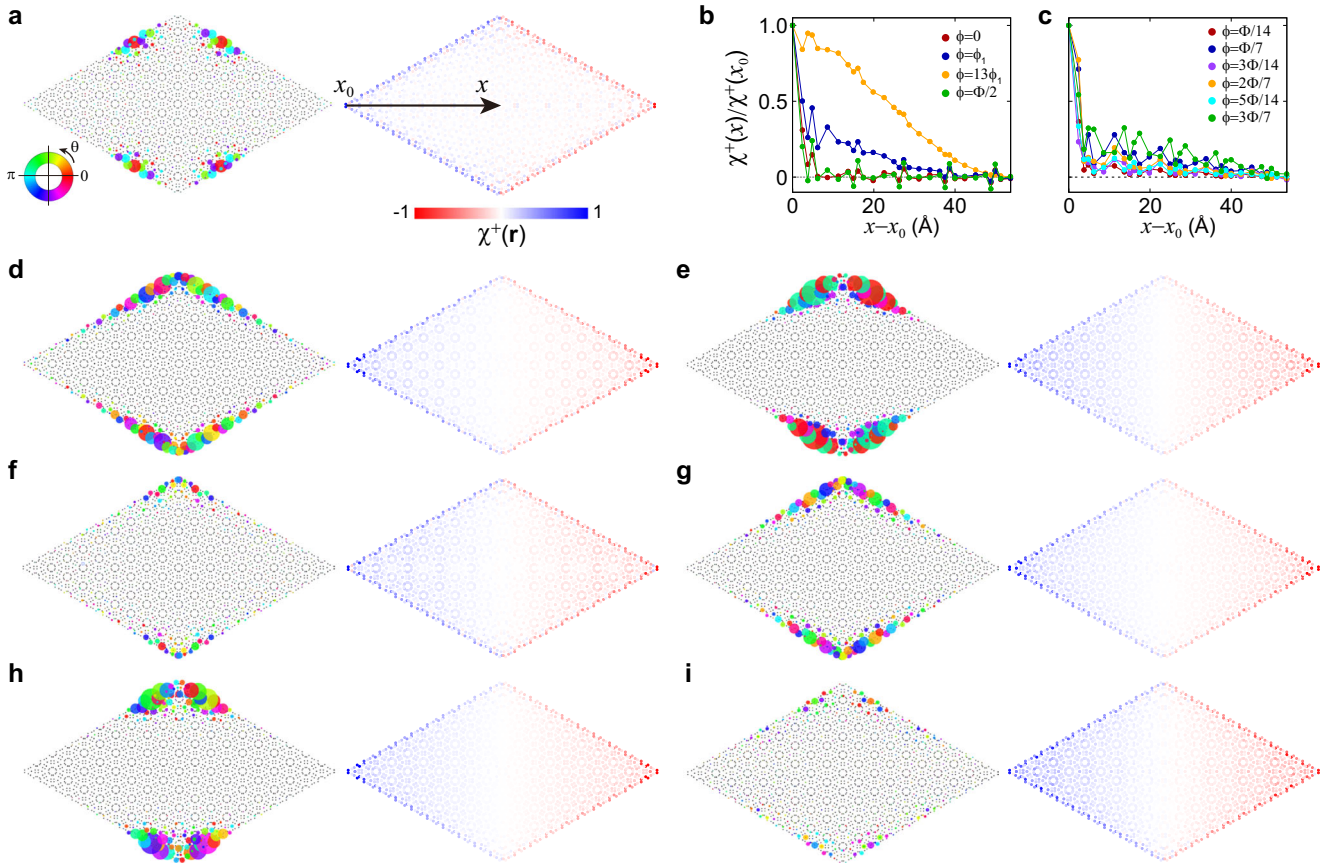 a
x₀
x
θ
π
0
-1
1
χ⁺(r)
b
χ⁺(x)/χ⁺(x₀)
1.0
0.5
0
ϕ=0
ϕ=ϕ₁
ϕ=13ϕ₁
ϕ=Φ/2
0
20
40
x−x₀ (Å)
c
ϕ=Φ/14
ϕ=Φ/7
ϕ=3Φ/14
ϕ=2Φ/7
ϕ=5Φ/14
ϕ=3Φ/7
0
20
40
x−x₀ (Å)
d
e
f
g
h
i